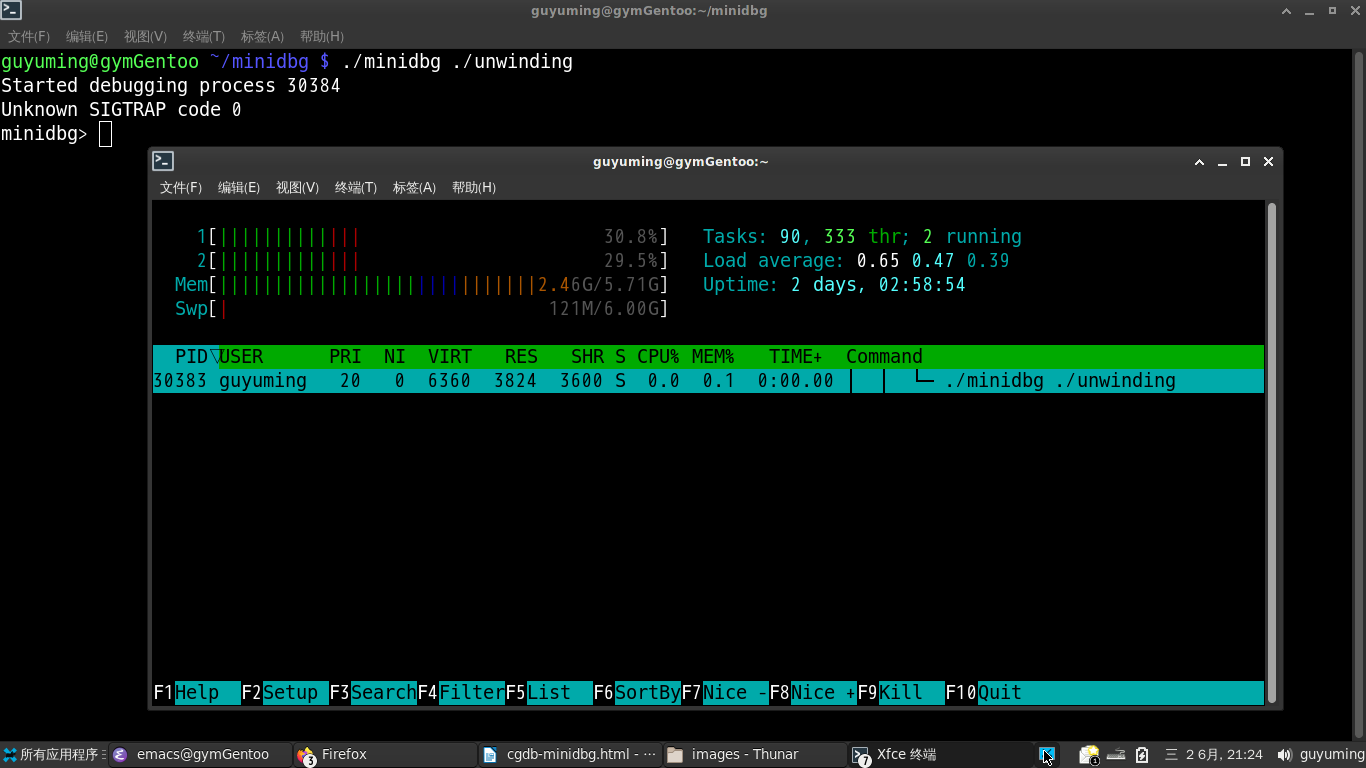 guyuming@gymGentoo:~/minidbg
文件(F) 编辑(E) 视图(V) 终端(T) 标签(A) 帮助(H)
guyuming@gymGentoo ~/minidbg $ ./minidbg ./unwinding
Started debugging process 30384
Unknown SIGTRAP code 0
minidbg>
guyuming@gymGentoo:~
文件(F) 编辑(E) 视图(V) 终端(T) 标签(A) 帮助(H)
1[||||||||||||| 30.8%] Tasks: 90, 333 thr; 2 running
2[||||||||||||| 29.5%] Load average: 0.65 0.47 0.39
Mem[|||||||||||||||||||||||||||||2.46G/5.71G] Uptime: 2 days, 02:58:54
Swp[| 121M/6.00G]
PID▽USER PRI NI VIRT RES SHR S CPU% MEM% TIME+ Command
30383 guyuming 20 0 6360 3824 3600 S 0.0 0.1 0:00.00 │ │ └─ ./minidbg ./unwinding
F1Help F2Setup F3SearchF4FilterF5List F6SortByF7Nice -F8Nice +F9Kill F10Quit
所有应用程序 emacs@gymGentoo 3 Firefox cgdb-minidbg.html - ··· images - Thunar 7 Xfce 终端 1 三 2 6月, 21:24 guyuming